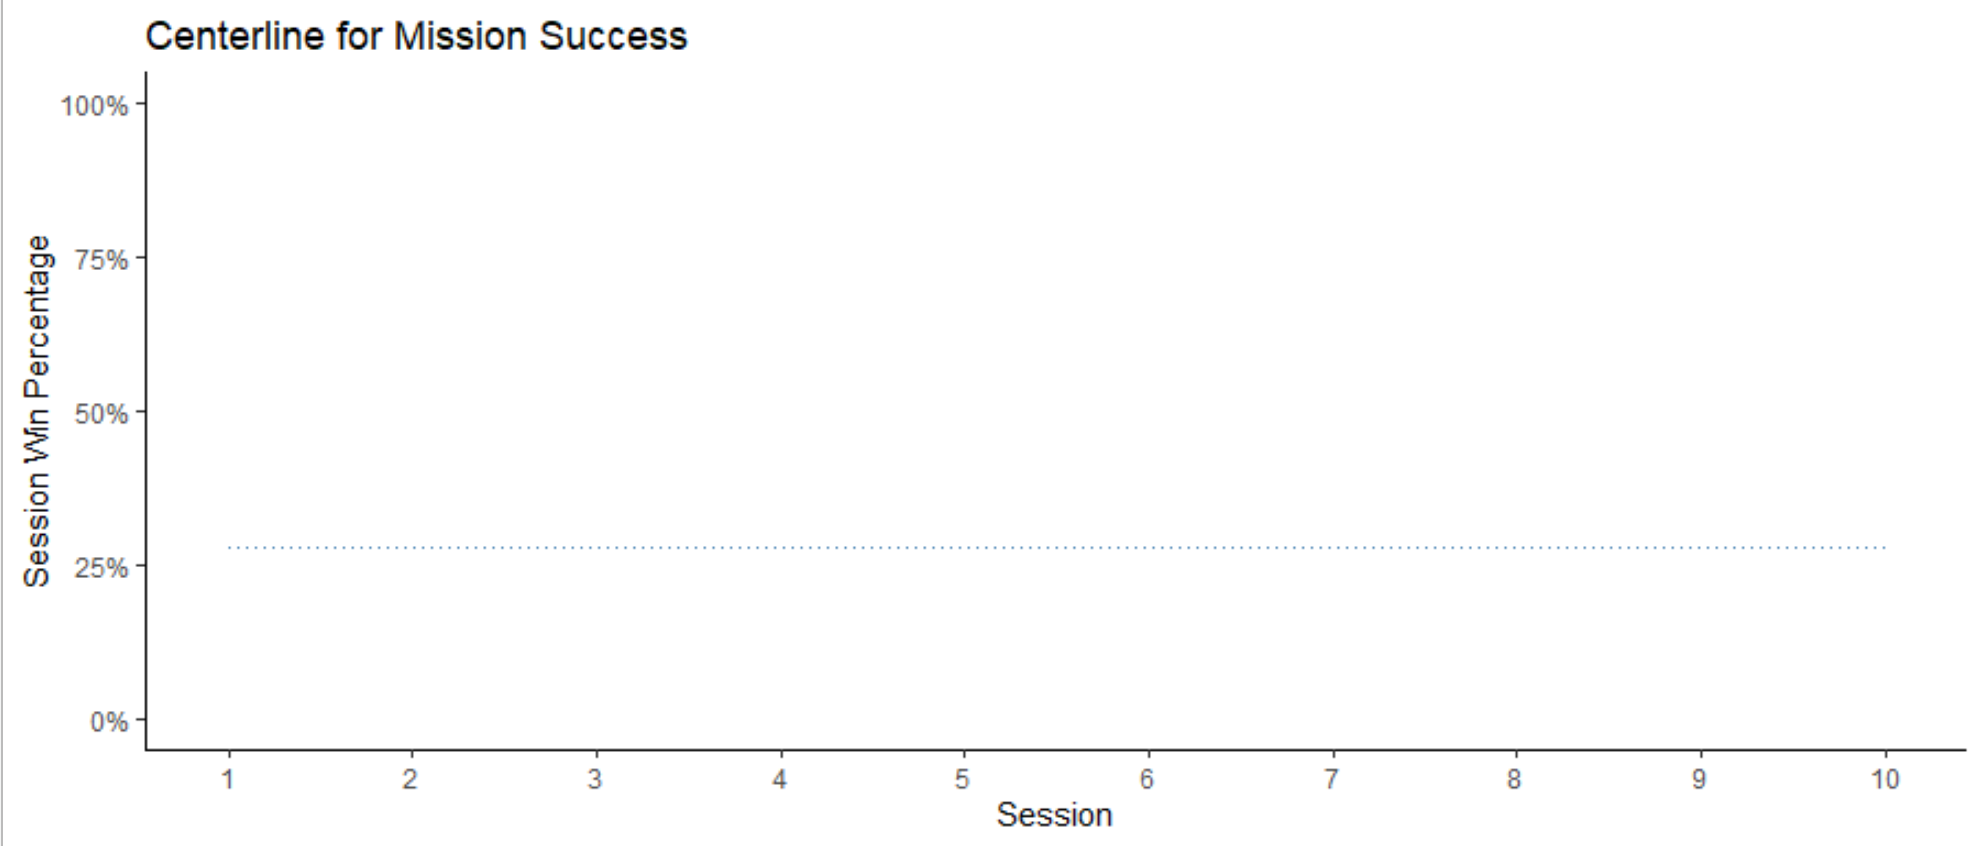 Centerline for Mission Success
100%
75%
50%
25%
0%
Session Win Percentage
1 2 3 4 5 6 7 8 9 10
Session